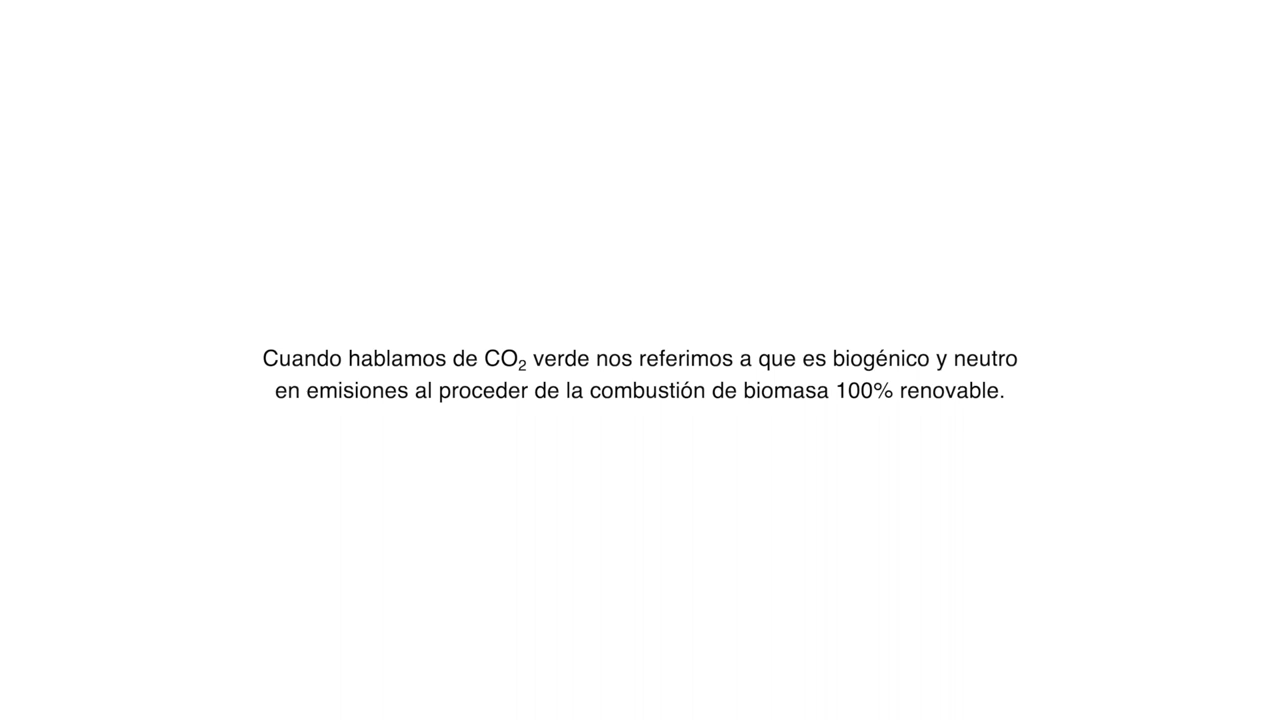 Cuando hablamos de CO₂ verde nos referimos a que es biogénico y neutro
en emisiones al proceder de la combustión de biomasa 100% renovable.